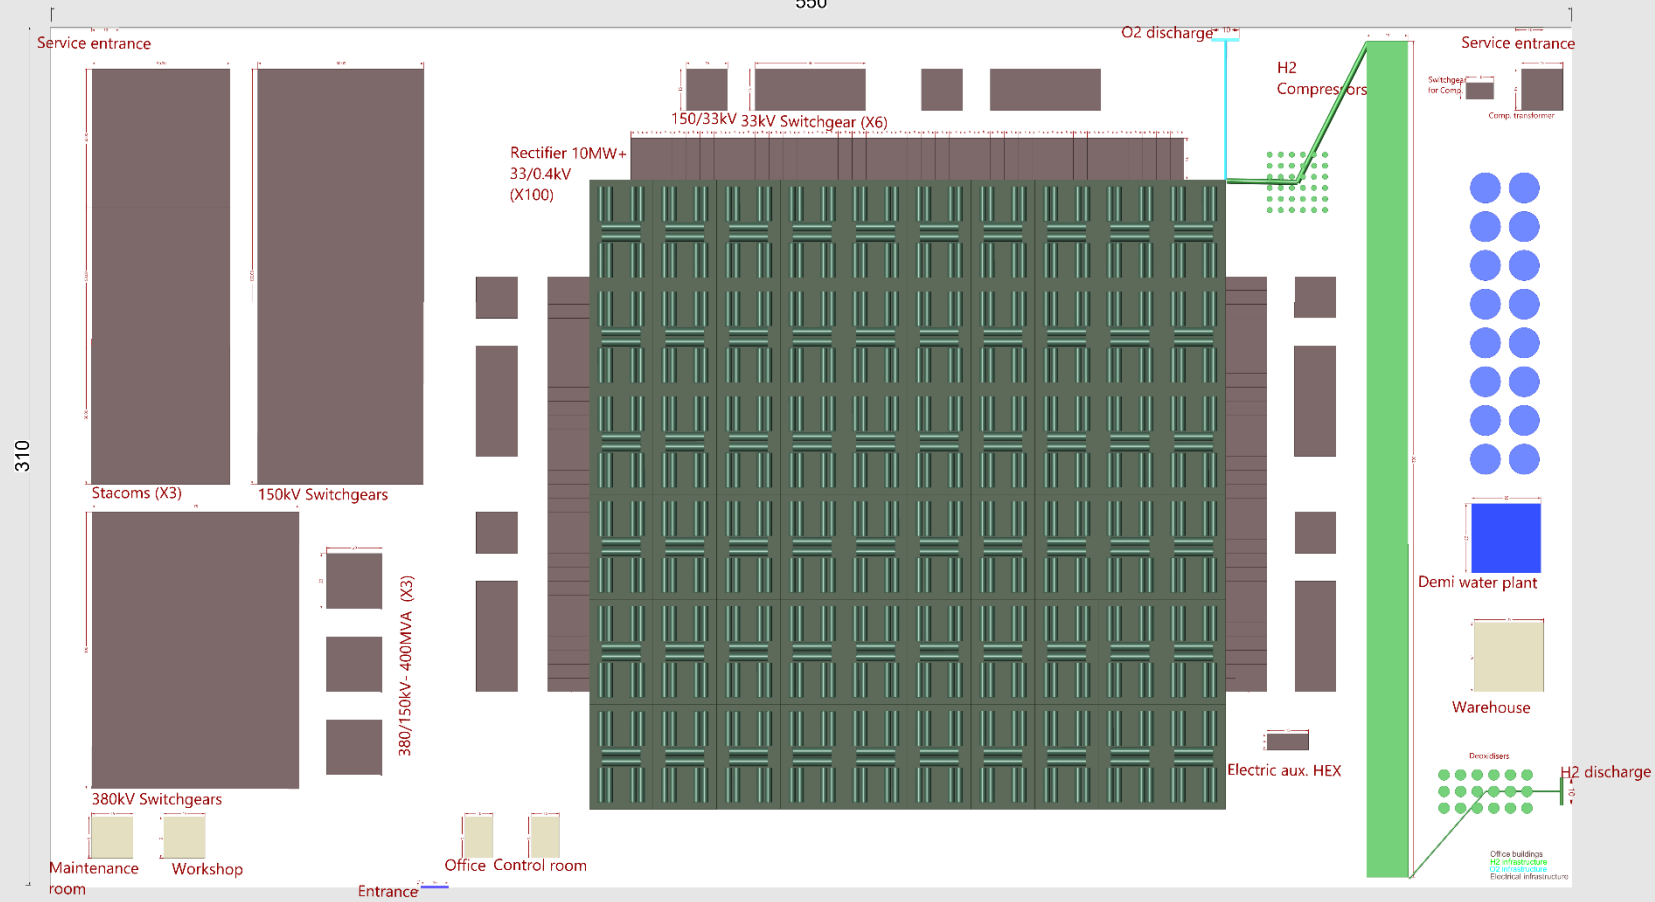 550
Service entrance
O2 discharge
10
Service entrance
H2
Compressors
Switchgear
for Comp.
Comp. transformer
150/33kV
33kV Switchgear (X6)
Rectifier 10MW+
33/0.4kV
(X100)
310
Stacoms (X3)
150kV Switchgears
380/150kV- 400MVA (X3)
Demi water plant
Warehouse
Deoxidisers
Electric aux. HEX
H2 discharge
10
380kV Switchgears
Maintenance
room
Workshop
Office
Control room
Entrance
Office buildings
H2 infrastructure
O2 infrastructure
Electrical infrastructure